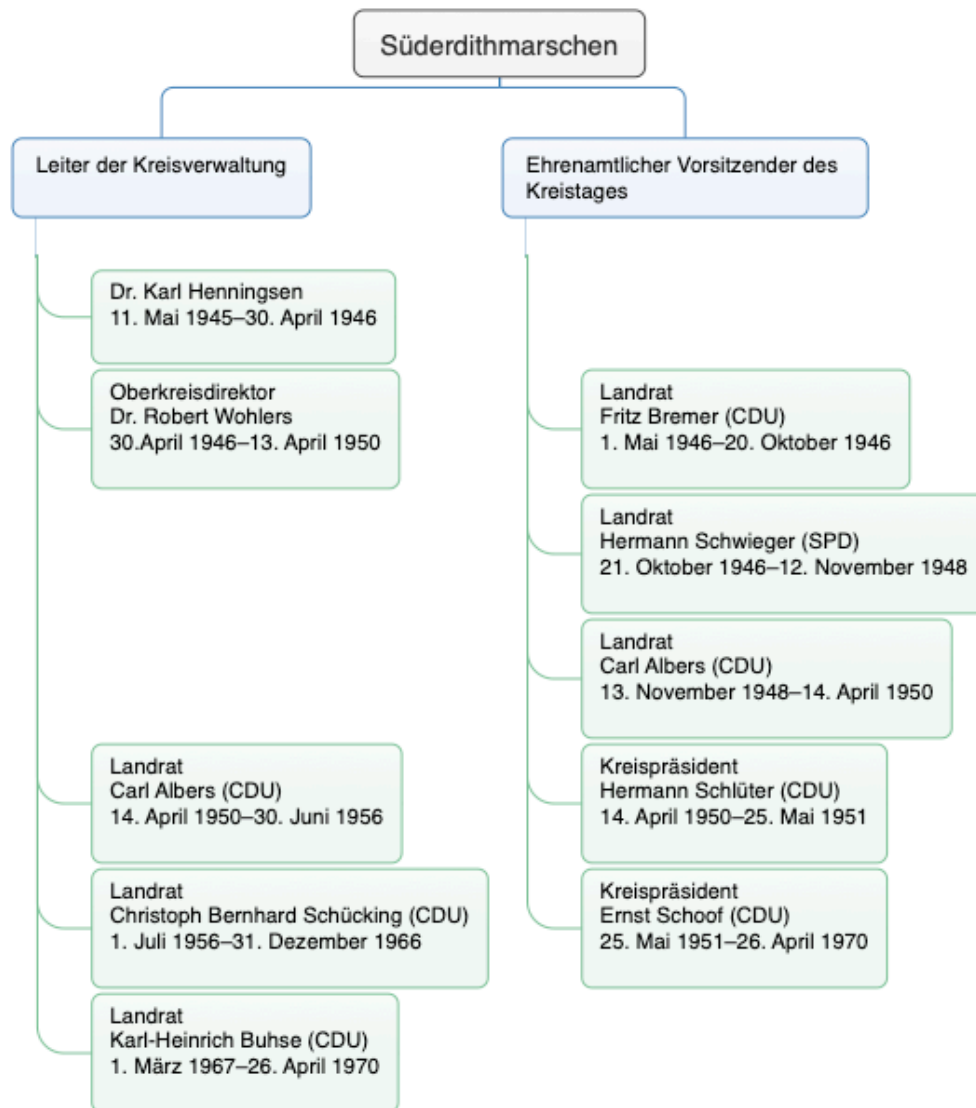 Süderdithmarschen
Leiter der Kreisverwaltung
Dr. Karl Henningsen
11. Mai 1945–30. April 1946
Oberkreisdirektor
Dr. Robert Wohlers
30.April 1946–13. April 1950
Landrat
Carl Albers (CDU)
14. April 1950–30. Juni 1956
Landrat
Christoph Bernhard Schücking (CDU)
1. Juli 1956–31. Dezember 1966
Landrat
Karl-Heinrich Buhse (CDU)
1. März 1967–26. April 1970
Ehrenamtlicher Vorsitzender des
Kreistages
Landrat
Fritz Bremer (CDU)
1. Mai 1946–20. Oktober 1946
Landrat
Hermann Schwieger (SPD)
21. Oktober 1946–12. November 1948
Landrat
Carl Albers (CDU)
13. November 1948–14. April 1950
Kreispräsident
Hermann Schlüter (CDU)
14. April 1950–25. Mai 1951
Kreispräsident
Ernst Schoof (CDU)
25. Mai 1951–26. April 1970